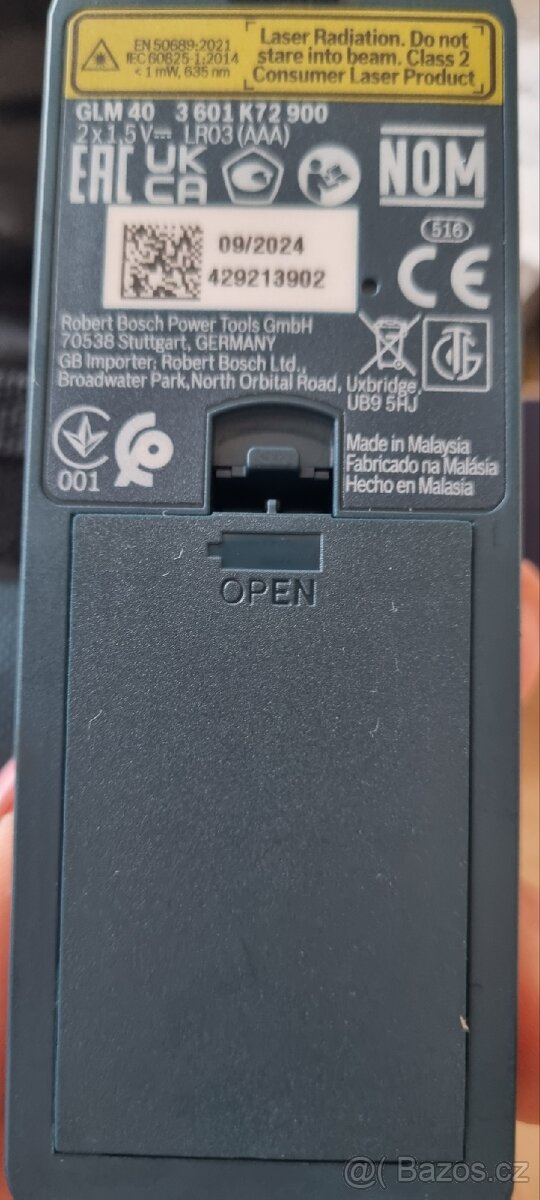 EN 50689:2021
IEC 60825-1:2014
< 1 mW, 635 nm
Laser Radiation. Do not
stare into beam. Class 2
Consumer Laser Product
GLM 40 3 601 K72 900
2 x 1,5 V⎓ LR03 (AAA)
EAC
UK
CA
NOM
09/2024
429213902
516
CE
Robert Bosch Power Tools GmbH
70538 Stuttgart, GERMANY
GB Importer: Robert Bosch Ltd.,
Broadwater Park, North Orbital Road, Uxbridge,
UB9 5HJ
001
Made in Malaysia
Fabricado na Malásia
Hecho en Malasia
OPEN
@( Bazos.cz